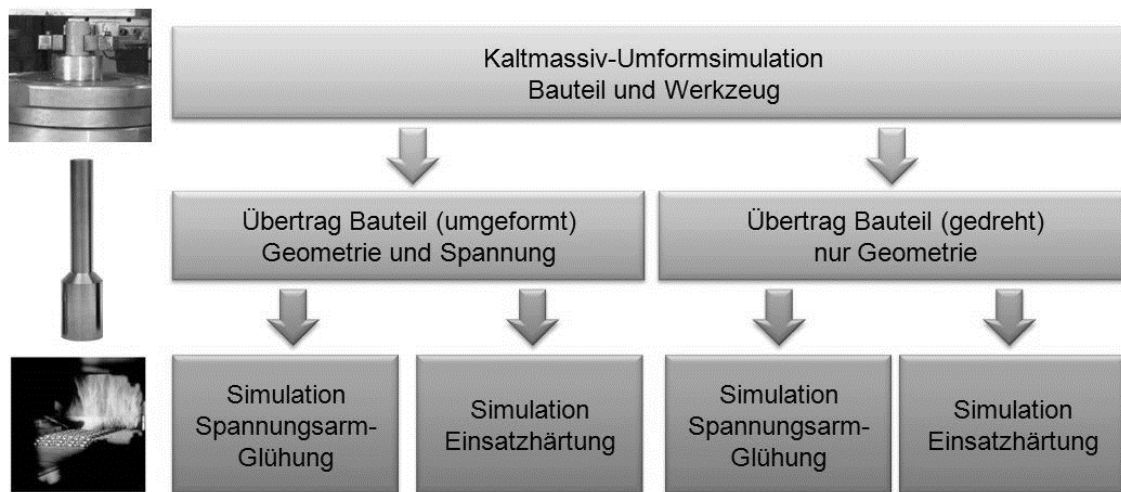 Kaltmassiv-Umformsimulation
Bauteil und Werkzeug
Übertrag Bauteil (umgeformt)
Geometrie und Spannung
Übertrag Bauteil (gedreht)
nur Geometrie
Simulation
Spannungsarm-
Glühung
Simulation
Einsatzhärtung
Simulation
Spannungsarm-
Glühung
Simulation
Einsatzhärtung